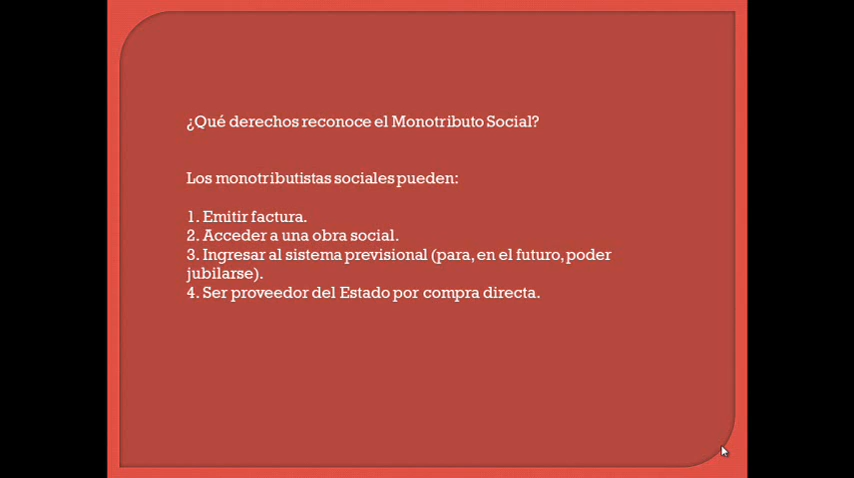 ¿Qué derechos reconoce el Monotributo Social?
Los monotributistas sociales pueden:
1. Emitir factura.
2. Acceder a una obra social.
3. Ingresar al sistema previsional (para, en el futuro, poder
jubilarse).
4. Ser proveedor del Estado por compra directa.